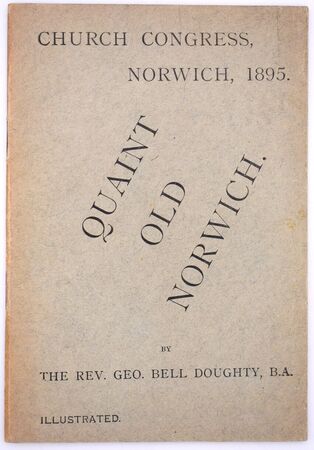 CHURCH CONGRESS,
NORWICH, 1895.
QUAINT
OLD
NORWICH.
BY
THE REV. GEO. BELL DOUGHTY, B.A.
ILLUSTRATED.